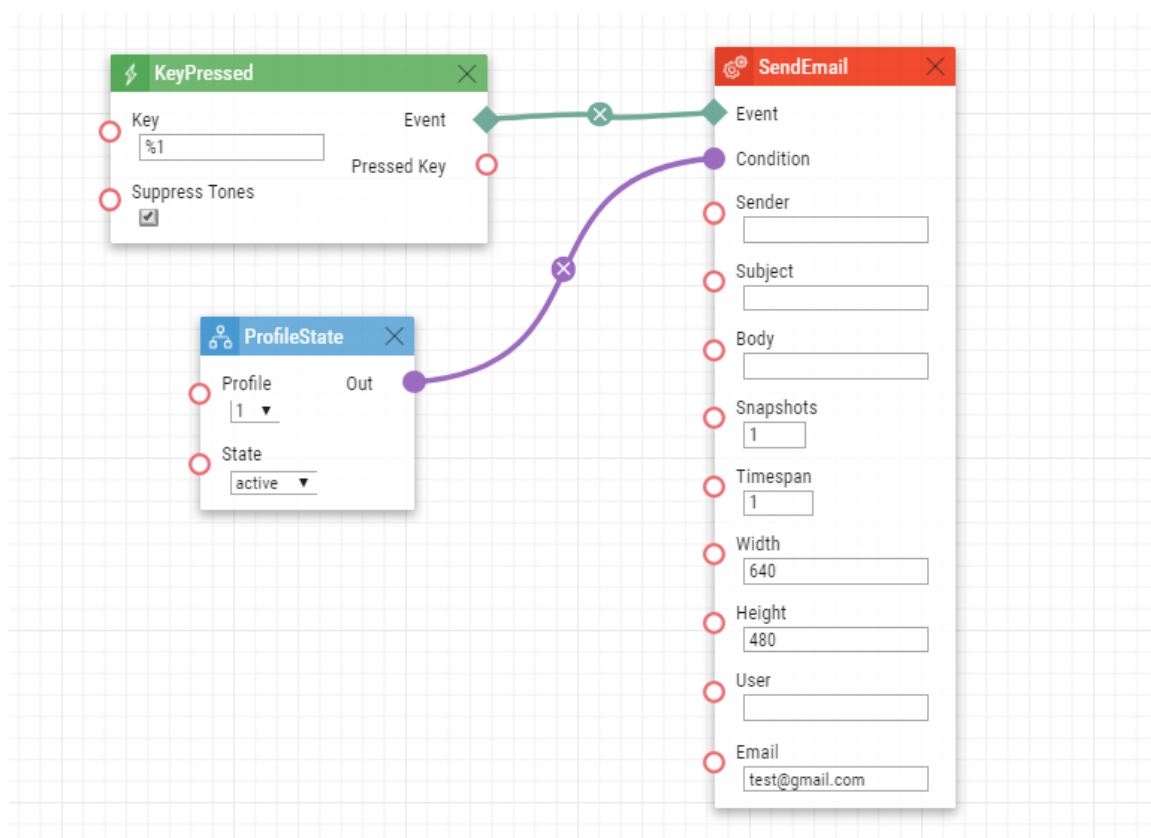 KeyPressed
Key
Event
%1
Pressed Key
Suppress Tones
ProfileState
Profile
Out
1
State
active
SendEmail
Event
Condition
Sender
Subject
Body
Snapshots
1
Timespan
1
Width
640
Height
480
User
Email
test@gmail.com